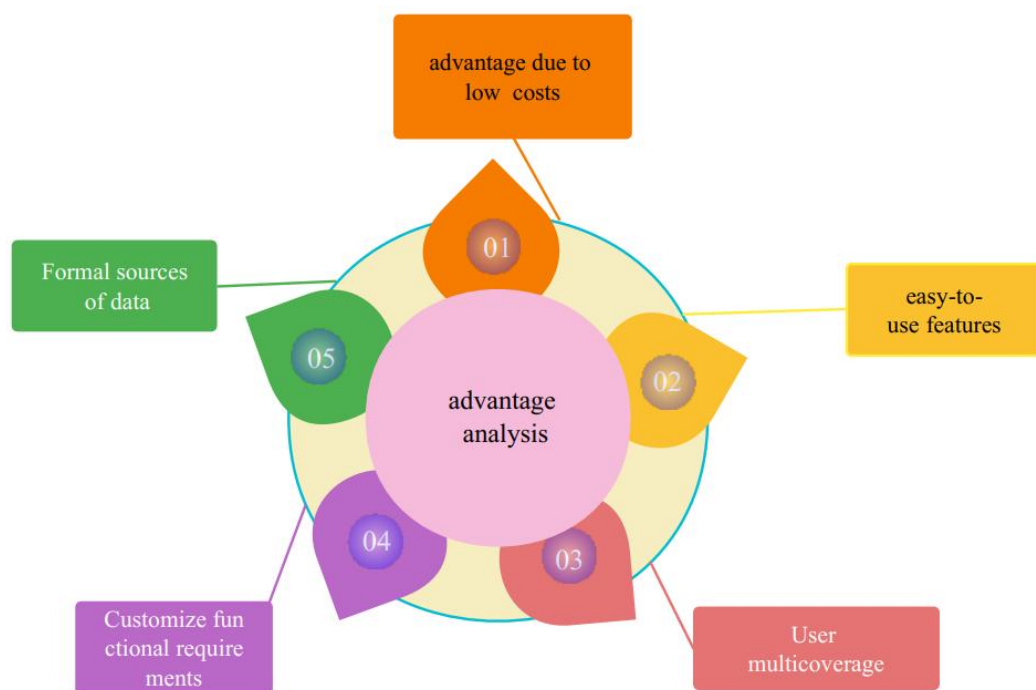 advantage due to
low costs
01
Formal sources
of data
easy-to-
use features
05
02
advantage
analysis
04
03
Customize fun
ctional require
ments
User
multicoverage